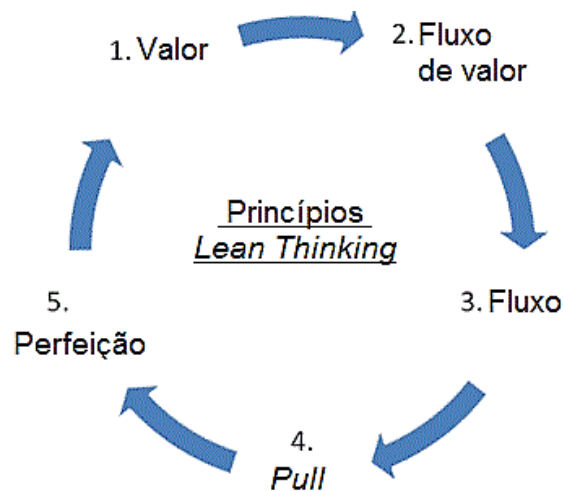 1. Valor
2. Fluxo
de valor
Princípios
Lean Thinking
3. Fluxo
4.
Pull
5.
Perfeição